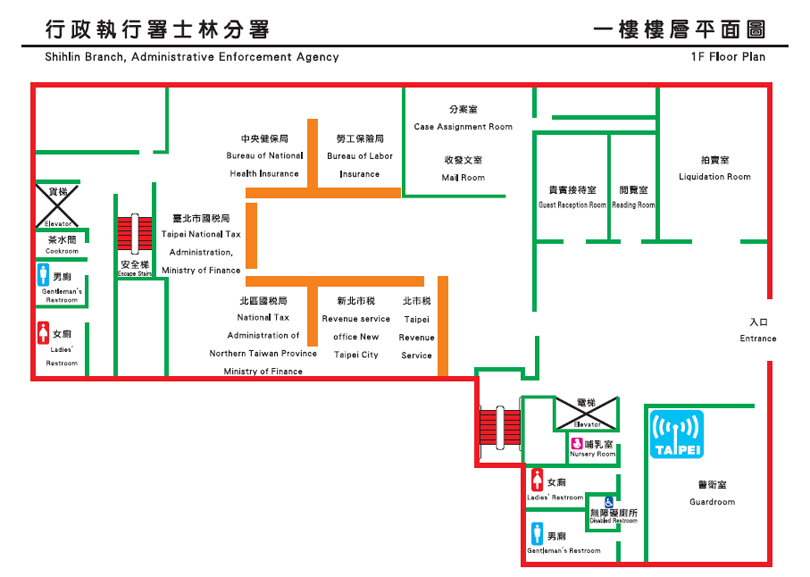 行政執行署士林分署
一樓樓層平面圖
Shihlin Branch, Administrative Enforcement Agency
1F Floor Plan
分案室
Case Assignment Room
收發文室
Mail Room
中央健保局
Bureau of National
Health Insurance
勞工保險局
Bureau of Labor
Insurance
貴賓接待室
Guest Reception Room
閱覽室
Reading Room
拍賣室
Liquidation Room
貨梯
Elevator
茶水間
Cookroom
男廁
Gentleman's
Restroom
女廁
Ladies'
Restroom
安全梯
Escape Stairs
臺北市國稅局
Taipei National Tax
Administration,
Ministry of Finance
北區國稅局
National Tax
Administration of
Northern Taiwan Province
Ministry of Finance
新北市稅
Revenue service
office New
Taipei City
北市稅
Taipei
Revenue
Service
入口
Entrance
電梯
Elevator
哺乳室
Nursery Room
TAIPEI
女廁
Ladies' Restroom
無障礙廁所
Disabled Restroom
男廁
Gentleman's Restroom
警衛室
Guardroom